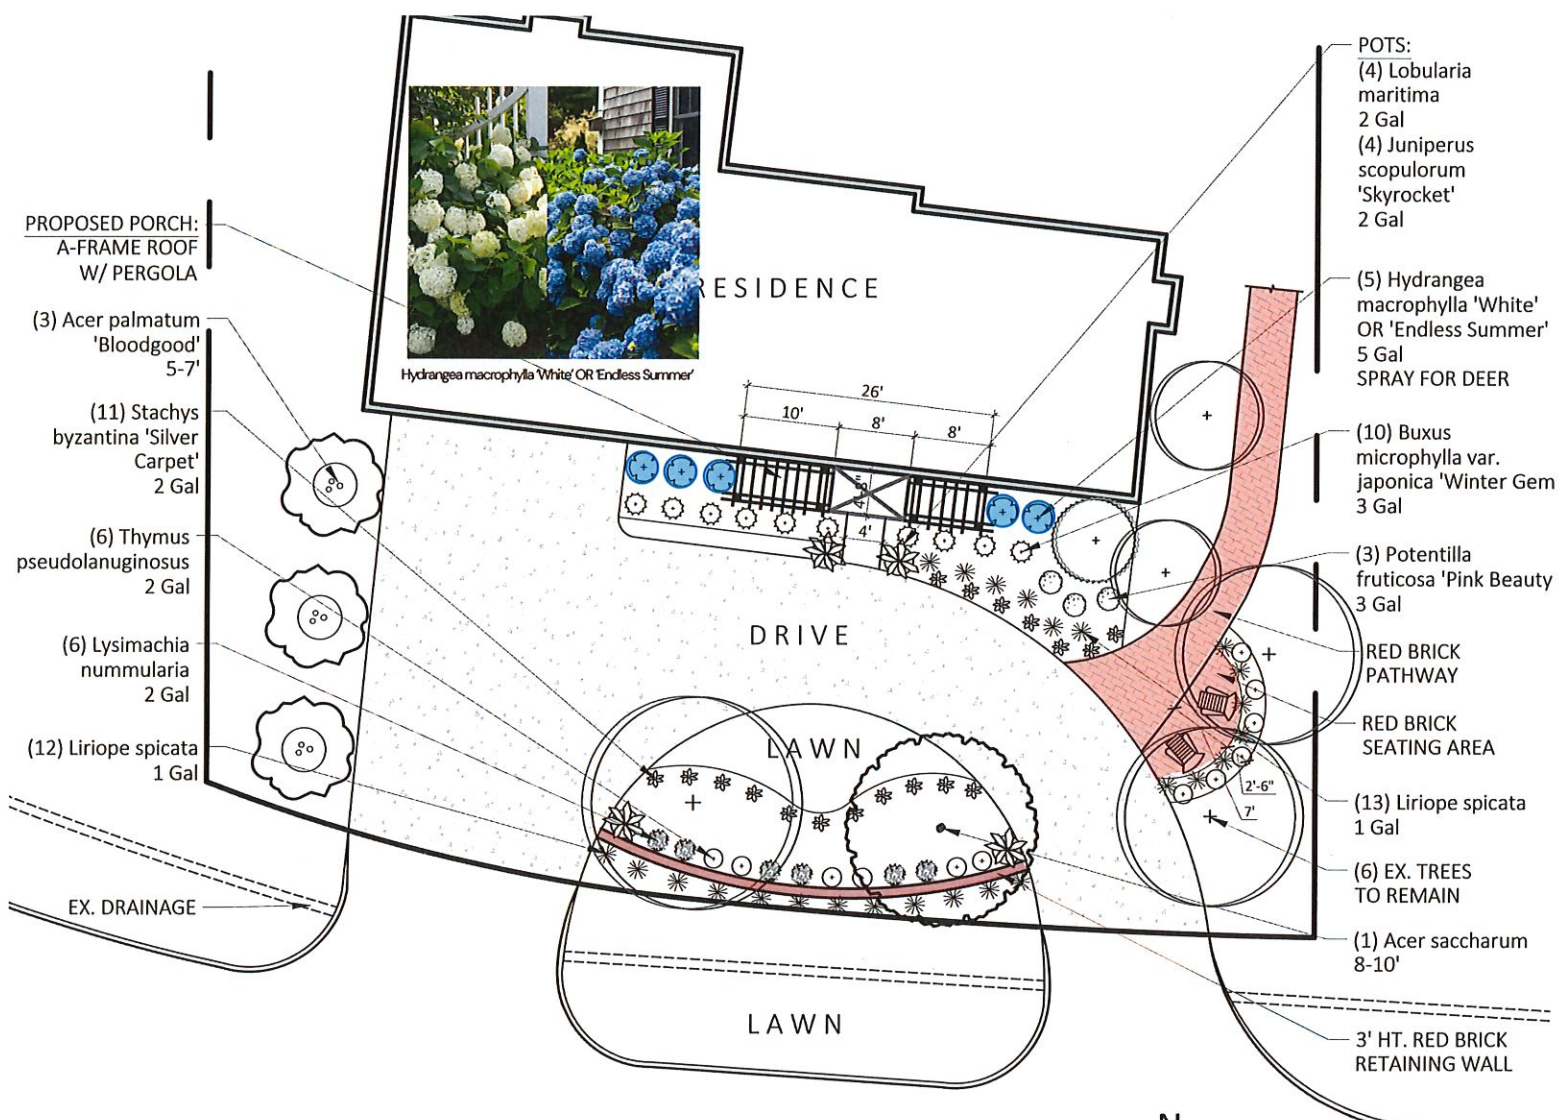 PROPOSED PORCH:
A-FRAME ROOF
W/ PERGOLA
(3) Acer palmatum
'Bloodgood'
5-7'
(11) Stachys
byzantina 'Silver
Carpet'
2 Gal
(6) Thymus
pseudolanuginosus
2 Gal
(6) Lysimachia
nummularia
2 Gal
(12) Liriope spicata
1 Gal
EX. DRAINAGE
RESIDENCE
Hydrangea macrophylla 'White' OR 'Endless Summer'
26'
10'
8'
8'
4'-8"
4'
DRIVE
LAWN
LAWN
2'-6"
7'
POTS:
(4) Lobularia
maritima
2 Gal
(4) Juniperus
scopulorum
'Skyrocket'
2 Gal
(5) Hydrangea
macrophylla 'White'
OR 'Endless Summer'
5 Gal
SPRAY FOR DEER
(10) Buxus
microphylla var.
japonica 'Winter Gem
3 Gal
(3) Potentilla
fruticosa 'Pink Beauty
3 Gal
RED BRICK
PATHWAY
RED BRICK
SEATING AREA
(13) Liriope spicata
1 Gal
(6) EX. TREES
TO REMAIN
(1) Acer saccharum
8-10'
3' HT. RED BRICK
RETAINING WALL
N